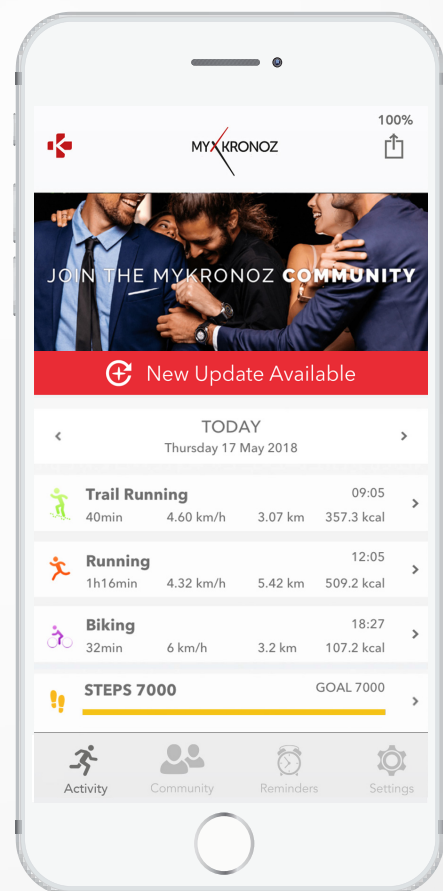 100%
MY KRONOZ
JOIN THE MYKRONOZ COMMUNITY
New Update Available
TODAY
Thursday 17 May 2018
Trail Running 09:05
40min 4.60 km/h 3.07 km 357.3 kcal
Running 12:05
1h16min 4.32 km/h 5.42 km 509.2 kcal
Biking 18:27
32min 6 km/h 3.2 km 107.2 kcal
STEPS 7000 GOAL 7000
Activity Community Reminders Settings